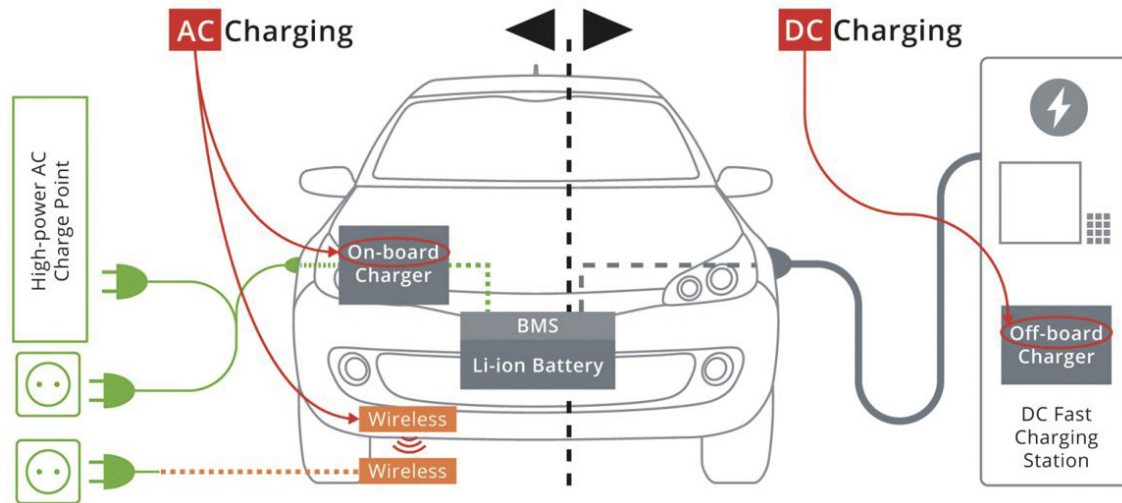 AC Charging
DC Charging
High-power AC
Charge Point
On-board
Charger
BMS
Li-ion Battery
Wireless
Wireless
Off-board
Charger
DC Fast
Charging
Station